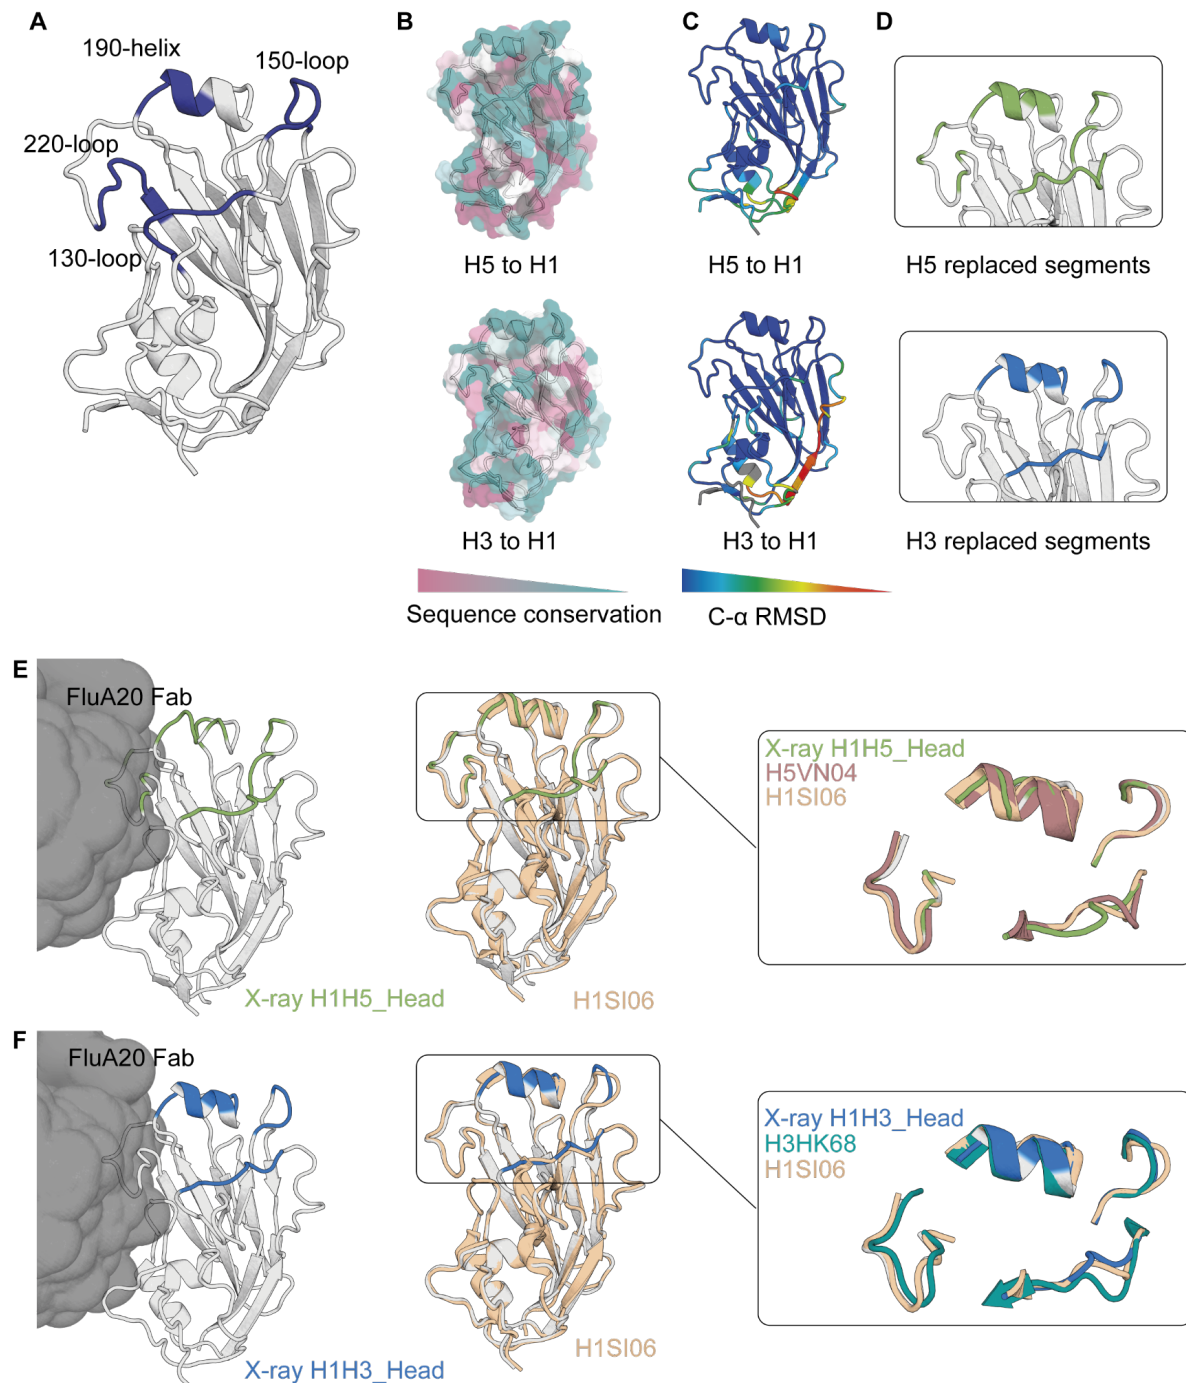 A
B
C
D
190-helix
150-loop
220-loop
130-loop
H5 to H1
H5 to H1
H5 replaced segments
H3 to H1
H3 to H1
H3 replaced segments
Sequence conservation
C-α RMSD
E
FluA20 Fab
X-ray H1H5_Head
H1SI06
X-ray H1H5_Head
H5VN04
H1SI06
F
FluA20 Fab
X-ray H1H3_Head
H1SI06
X-ray H1H3_Head
H3HK68
H1SI06